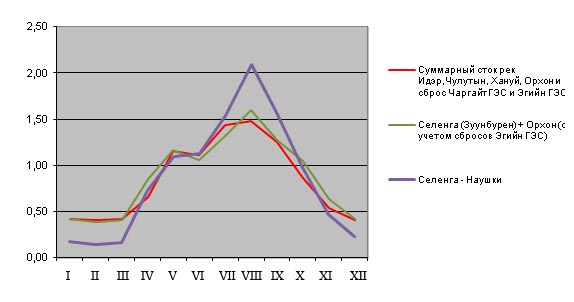 2,50
2,00
1,50
1,00
0,50
0,00
I II III IV V VI VII VIII IX X XI XII
Суммарный сток рек
Идэр,Чулутын, Хануй, Орхон и
сброс Чаргайт ГЭС и Эгийн ГЭС
Селенга (Зуунбурен) + Орхон(с
учетом сбросов Эгийн ГЭС)
Селенга - Наушки